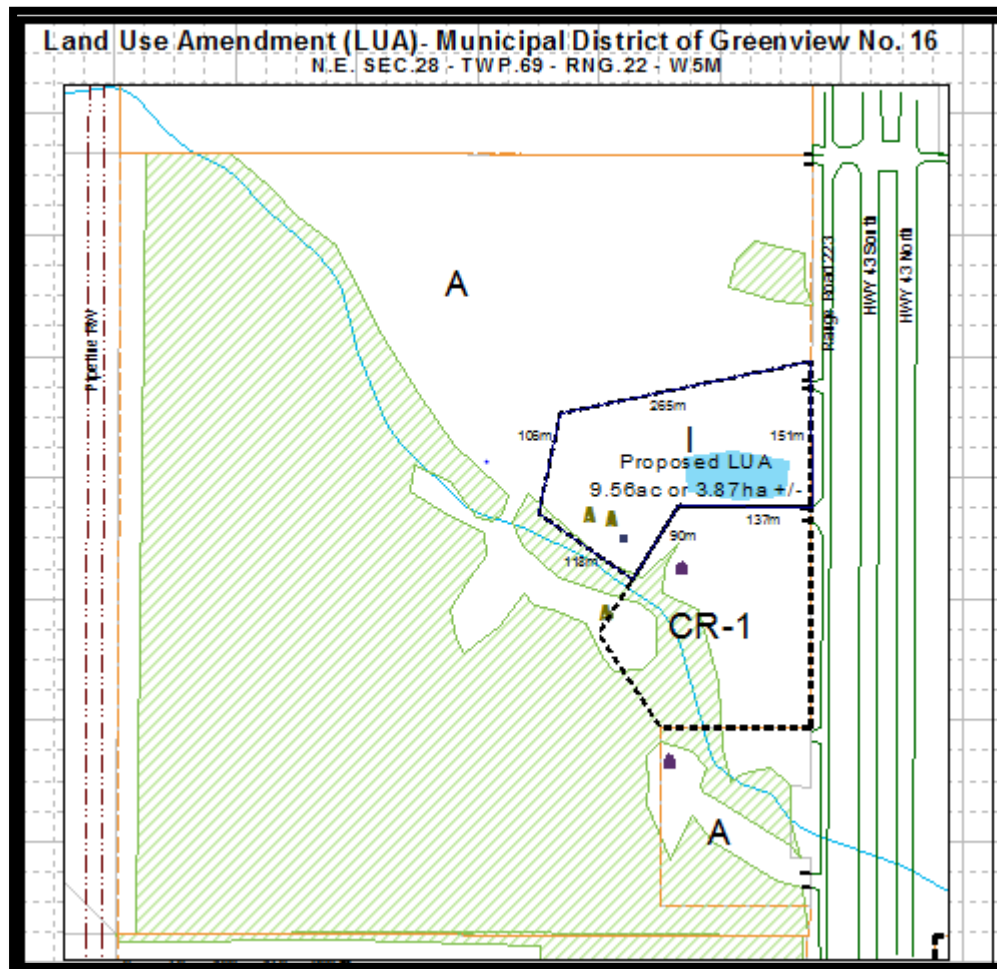 Land Use Amendment (LUA)- Municipal District of Greenview No. 16
N.E. SEC.28 - TWP.69 - RNG.22 - W5M
A
Pipeline RW
Range Road 223
HWY 43 South
HWY 43 North
265m
106m
151m
I
Proposed LUA
9.56ac or 3.87ha +/-
137m
90m
118m
CR-1
A